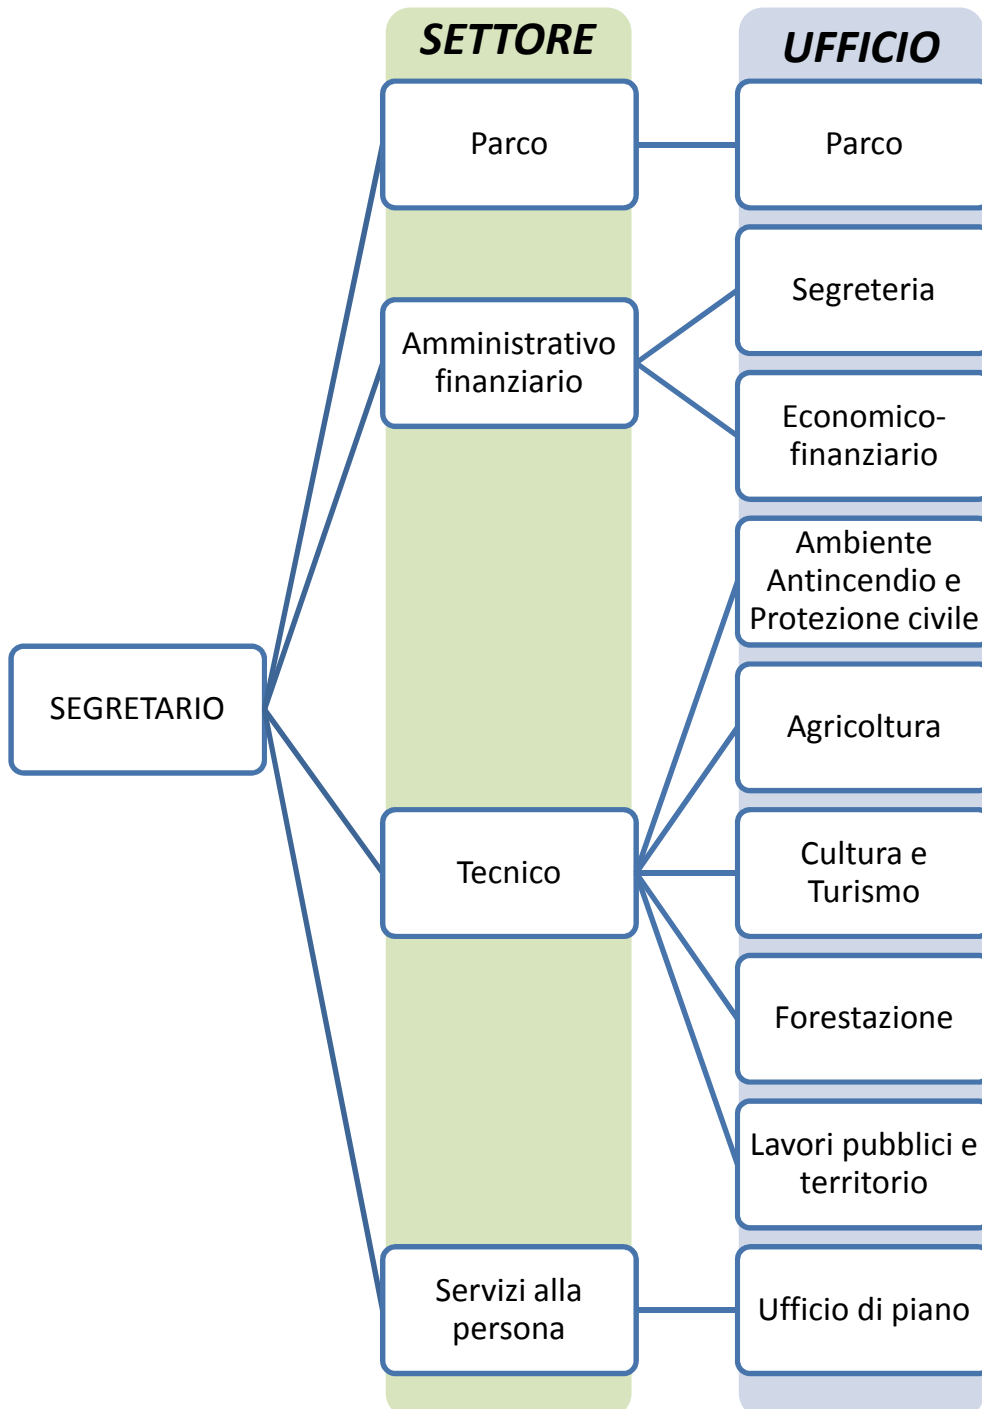 SETTORE
UFFICIO
Parco
Parco
Segreteria
Amministrativo
finanziario
Economico-
finanziario
Ambiente
Antincendio e
Protezione civile
SEGRETARIO
Agricoltura
Tecnico
Cultura e
Turismo
Forestazione
Lavori pubblici e
territorio
Servizi alla
persona
Ufficio di piano